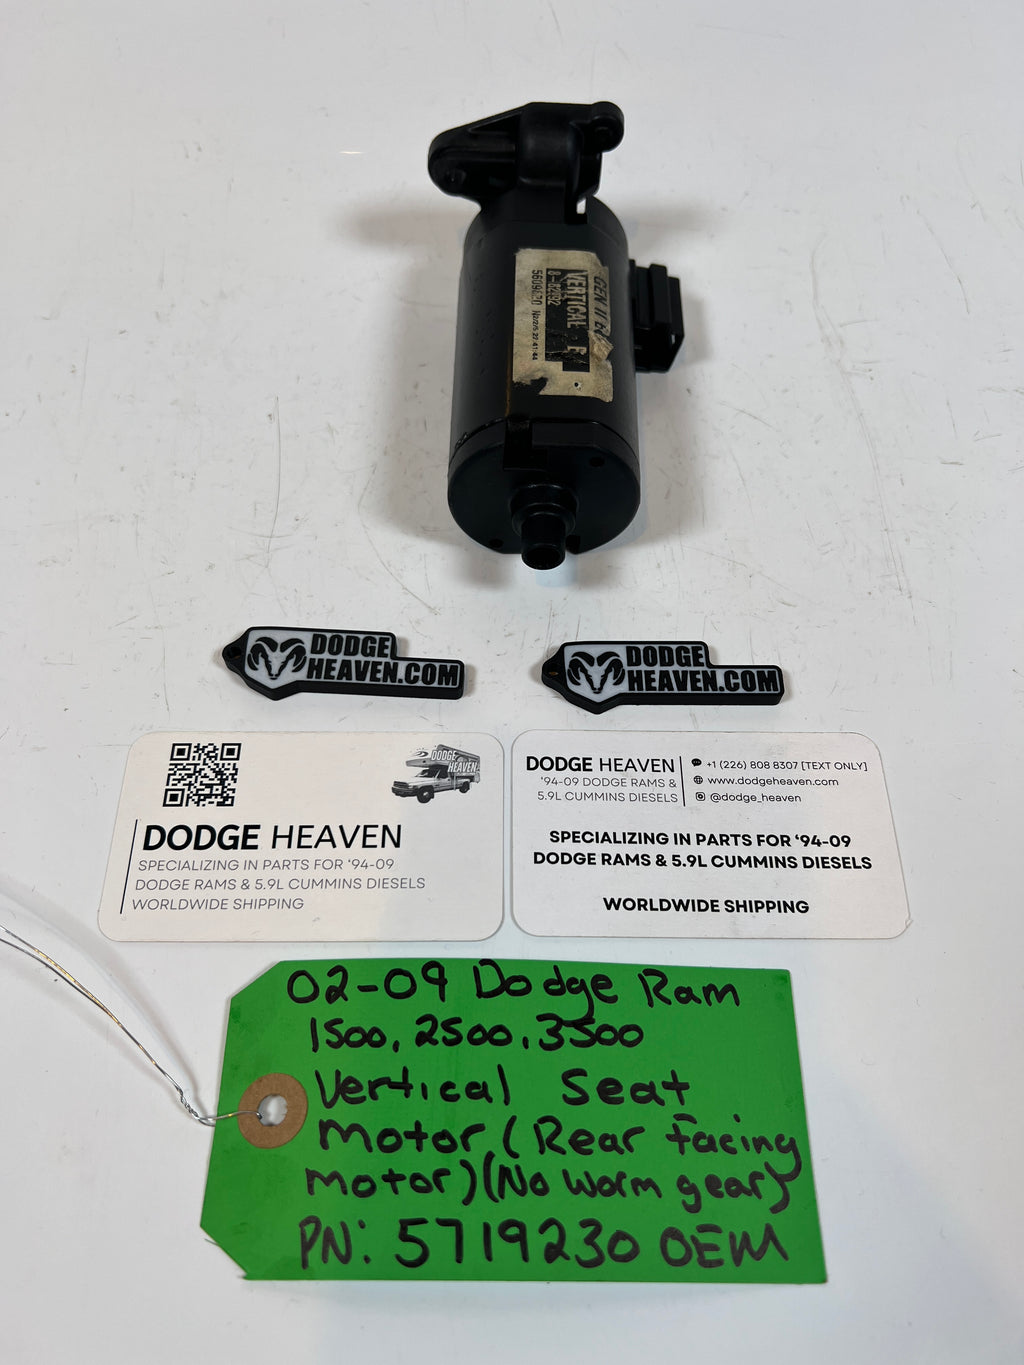 GEN III
VERTICAL
DODGE
HEAVEN.COM
DODGE
HEAVEN.COM
DODGE
HEAVEN
DODGE HEAVEN
SPECIALIZING IN PARTS FOR ‘94-09
DODGE RAMS & 5.9L CUMMINS DIESELS
WORLDWIDE SHIPPING
DODGE HEAVEN
‘94-09 DODGE RAMS &
5.9L CUMMINS DIESELS
+1 (226) 808 8307 [TEXT ONLY]
www.dodgeheaven.com
@dodge_heaven
SPECIALIZING IN PARTS FOR ‘94-09
DODGE RAMS & 5.9L CUMMINS DIESELS
WORLDWIDE SHIPPING
02-09 Dodge Ram
1500, 2500, 3500
Vertical Seat
Motor (Rear facing
Motor) (No worm gear)
PN: 5719230 OEM